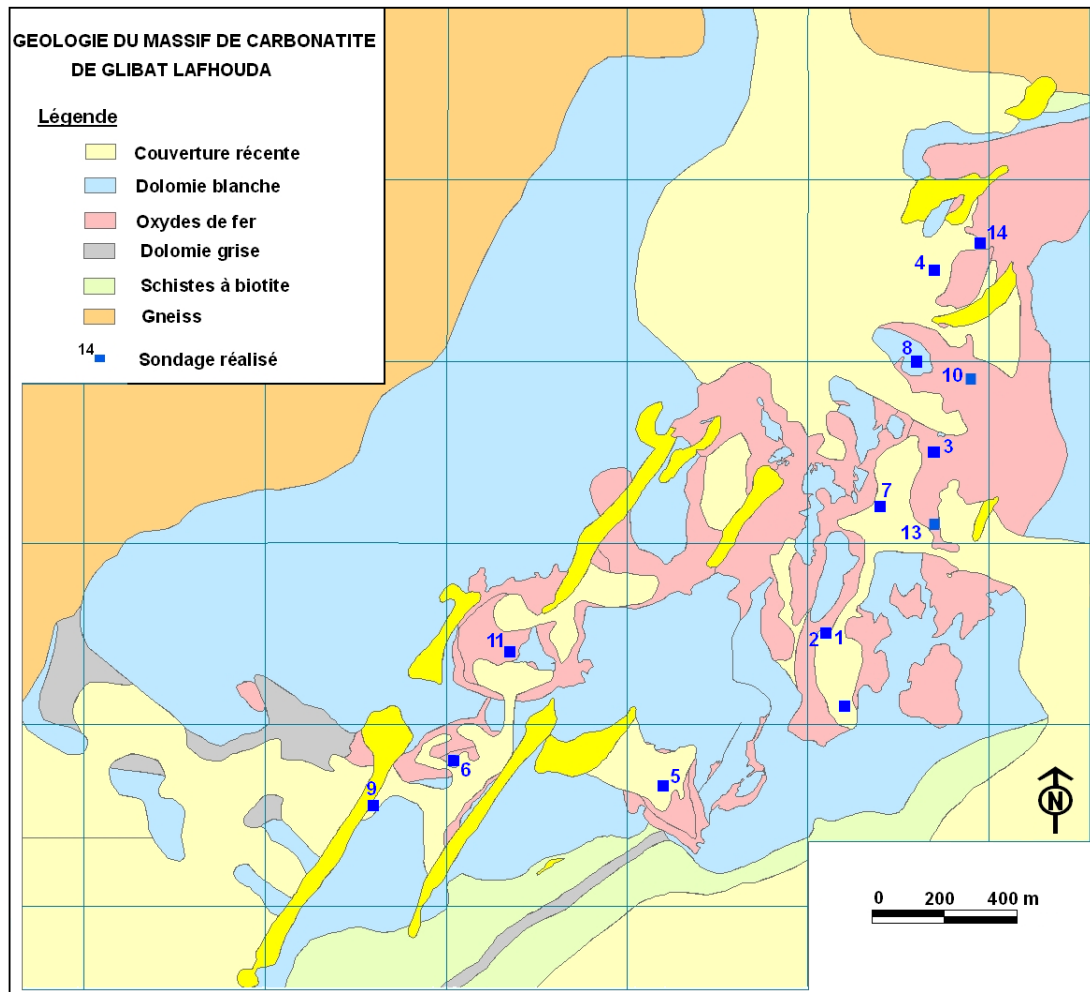 GEOLOGIE DU MASSIF DE CARBONATITE
DE GLIBAT LAFHOUDA
Légende
Couverture récente
Dolomie blanche
Oxydes de fer
Dolomie grise
Schistes à biotite
Gneiss
14
Sondage réalisé
14
4
8
10
3
7
13
2 1
11
6
5
9
N
0 200 400 m